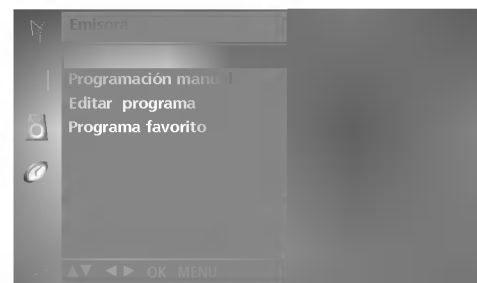 Emisora
Programación manual
Editar programa
Programa favorito
▲▼ ◄► OK MENU